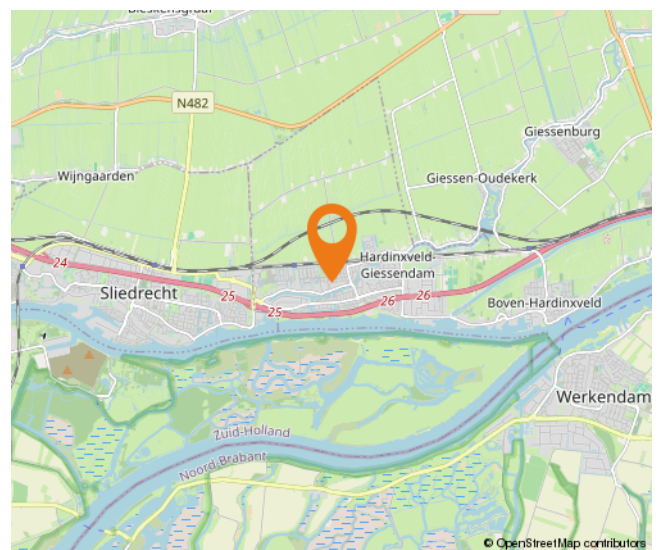 Bleskensgraaf
N482
Giessenburg
Wijngaarden
Giessen-Oudekerk
Hardinxveld-
Giessendam
24
Sliedrecht
25
25
26
26
Boven-Hardinxveld
Werkendam
Zuid-Holland
Noord-Brabant
© OpenStreetMap contributors